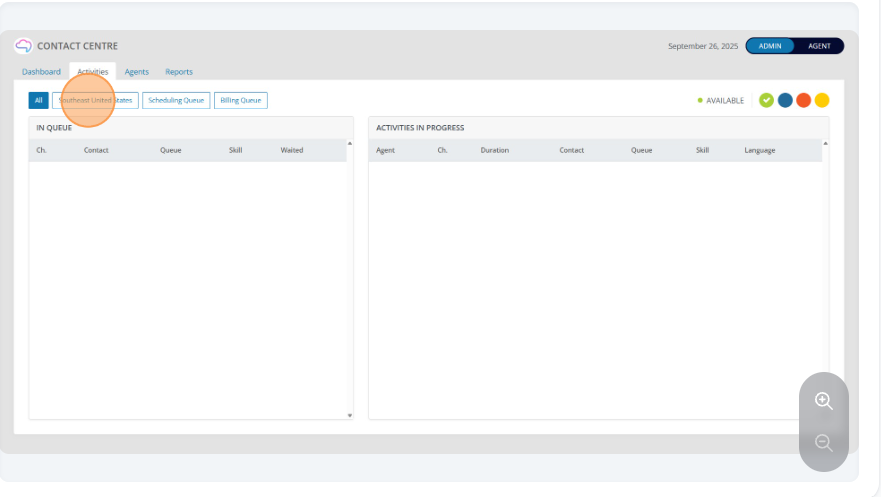 CONTACT CENTRE
September 26, 2025
ADMIN
AGENT
Dashboard Activities Agents Reports
All
Southeast United States
Scheduling Queue
Billing Queue
AVAILABLE
IN QUEUE
Ch. Contact Queue Skill Waited
ACTIVITIES IN PROGRESS
Agent Ch. Duration Contact Queue Skill Language